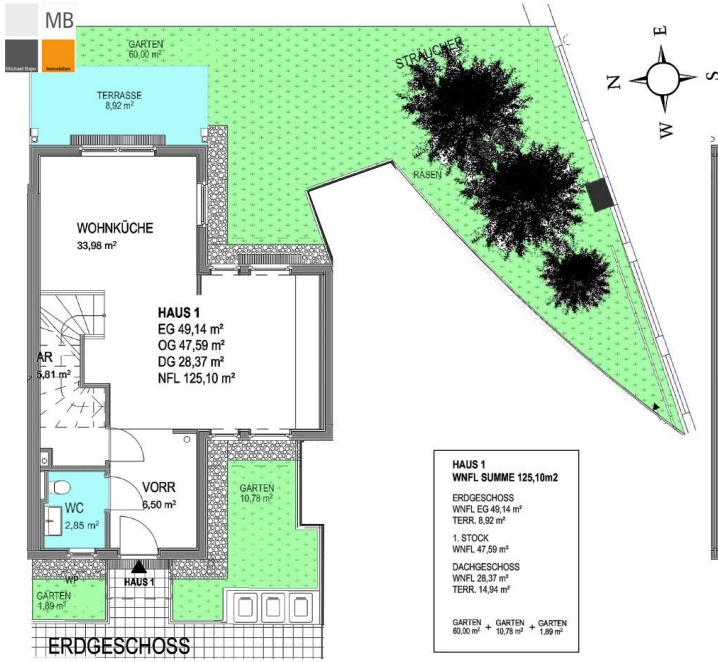 MB
Michael Bajer
Immobilien
GARTEN
60,00 m²
TERRASSE
8,92 m²
STRÄUCHER
RASEN
E
N
S
W
WOHNKÜCHE
33,98 m²
HAUS 1
EG 49,14 m²
OG 47,59 m²
DG 28,37 m²
NFL 125,10 m²
AR
5,81 m²
WC
2,85 m²
VORR
6,50 m²
GARTEN
10,78 m²
WP
HAUS 1
GARTEN
1,89 m²
ERDGESCHOSS
HAUS 1
WNFL SUMME 125,10m2
ERDGESCHOSS
WNFL EG 49,14 m²
TERR. 8,92 m²
1. STOCK
WNFL 47,59 m²
DACHGESCHOSS
WNFL 28,37 m²
TERR. 14,94 m²
GARTEN + GARTEN + GARTEN
60,00 m² 10,78 m² 1,89 m²